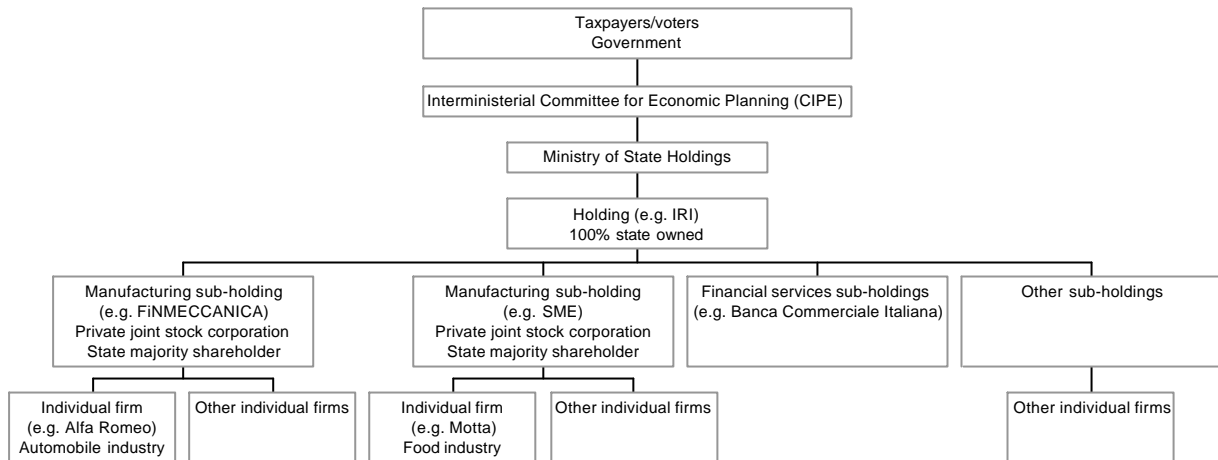 Taxpayers/voters
Government
Interministerial Committee for Economic Planning (CIPE)
Ministry of State Holdings
Holding (e.g. IRI)
100% state owned
Manufacturing sub-holding
(e.g. FiNMECCANICA)
Private joint stock corporation
State majority shareholder
Manufacturing sub-holding
(e.g. SME)
Private joint stock corporation
State majority shareholder
Financial services sub-holdings
(e.g. Banca Commerciale Italiana)
Other sub-holdings
Individual firm
(e.g. Alfa Romeo)
Automobile industry
Other individual firms
Individual firm
(e.g. Motta)
Food industry
Other individual firms
Other individual firms